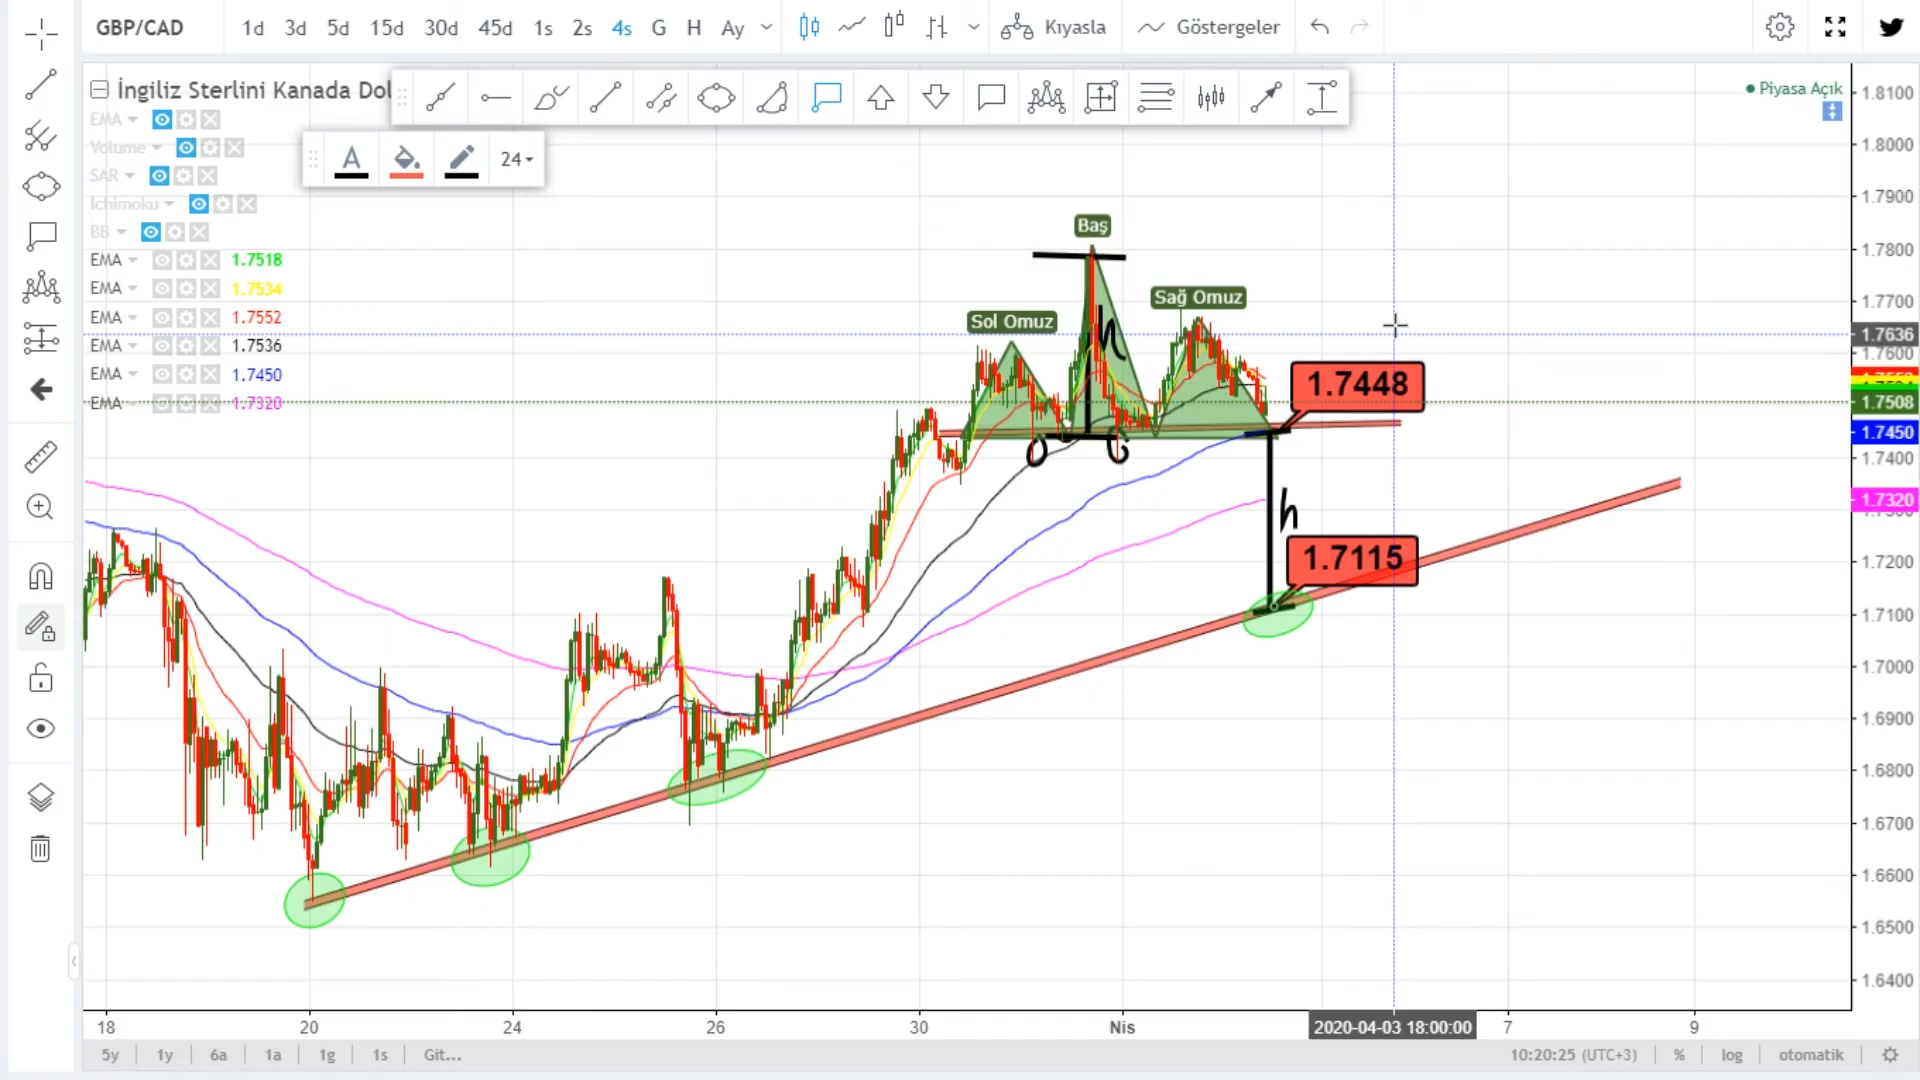 GBP/CAD 1d 3d 5d 15d 30d 45d 1s 2s 4s G H Ay Kıyasla Göstergeler
İngiliz Sterlini Kanada Dol
Piyasa Açık
EMA
Volume
SAR
Ichimoku
BB
EMA 1.7518
EMA 1.7534
EMA 1.7552
EMA 1.7536
EMA 1.7450
EMA 1.7320
A 24
Baş
Sol Omuz
Sağ Omuz
h
1.7448
h
1.7115
1.8100
1.8000
1.7900
1.7800
1.7700
1.7636
1.7600
1.7508
1.7450
1.7400
1.7320
1.7200
1.7100
1.7000
1.6900
1.6800
1.6700
1.6600
1.6500
1.6400
18 20 24 26 30 Nis 2020-04-03 18:00:00 7 9
5y 1y 6a 1a 1g 1s Git... 10:20:25 (UTC+3) % log otomatik